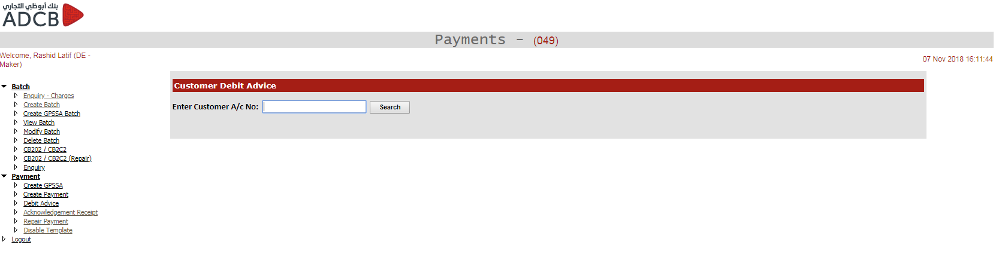 بنك أبوظبي التجاري
ADCB
Payments - (049)
Welcome, Rashid Latif (DE -
Maker)
07 Nov 2018 16:11:44
Batch
Enquiry - Charges
Create Batch
Create GPSSA Batch
View Batch
Modify Batch
Delete Batch
CB202 / CB2C2
CB202 / CB2C2 (Repair)
Enquiry
Payment
Create GPSSA
Create Payment
Debit Advice
Acknowledgement Receipt
Repair Payment
Disable Template
Logout
Customer Debit Advice
Enter Customer A/c No:
Search